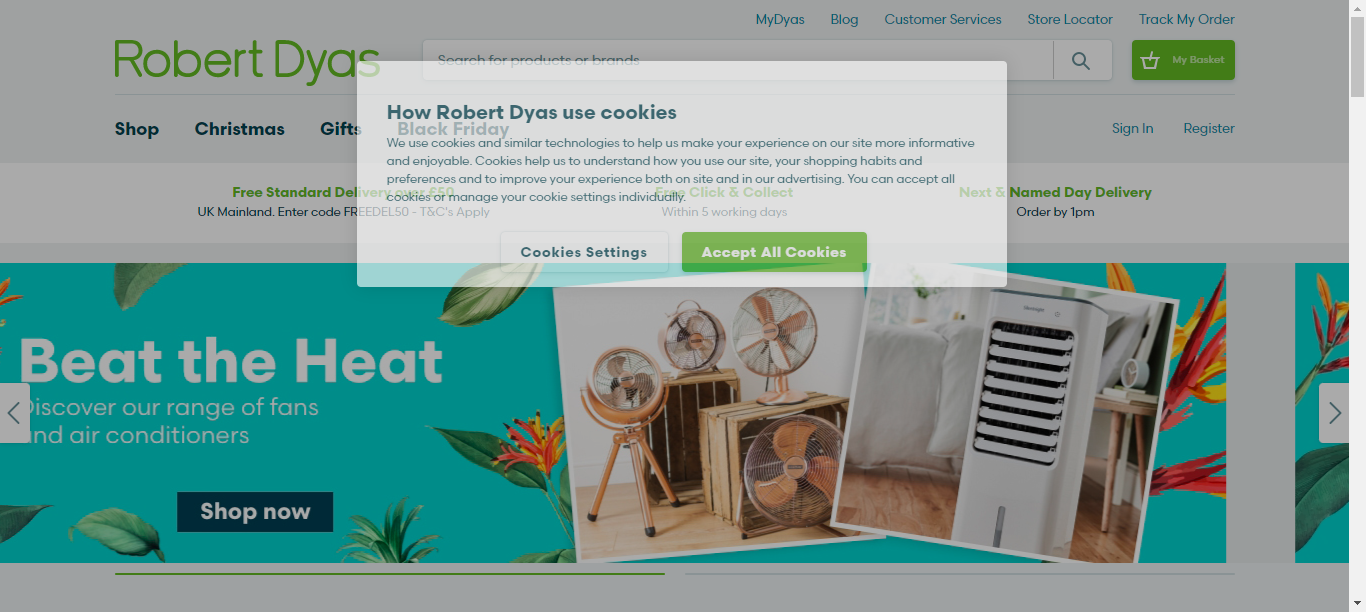 MyDyas Blog Customer Services Store Locator Track My Order
Robert Dyas
Search for products or brands
My Basket
Shop Christmas Gifts Black Friday
Sign In Register
How Robert Dyas use cookies
We use cookies and similar technologies to help us make your experience on our site more informative
and enjoyable. Cookies help us to understand how you use our site, your shopping habits and
preferences and to improve your experience both on site and in our advertising. You can accept all
cookies or manage your cookie settings individually.
Cookies Settings
Accept All Cookies
Free Standard Delivery over £50
UK Mainland. Enter code FREEDEL50 - T&C's Apply
Free Click & Collect
Within 5 working days
Next & Named Day Delivery
Order by 1pm
Beat the Heat
Discover our range of fans
and air conditioners
Shop now